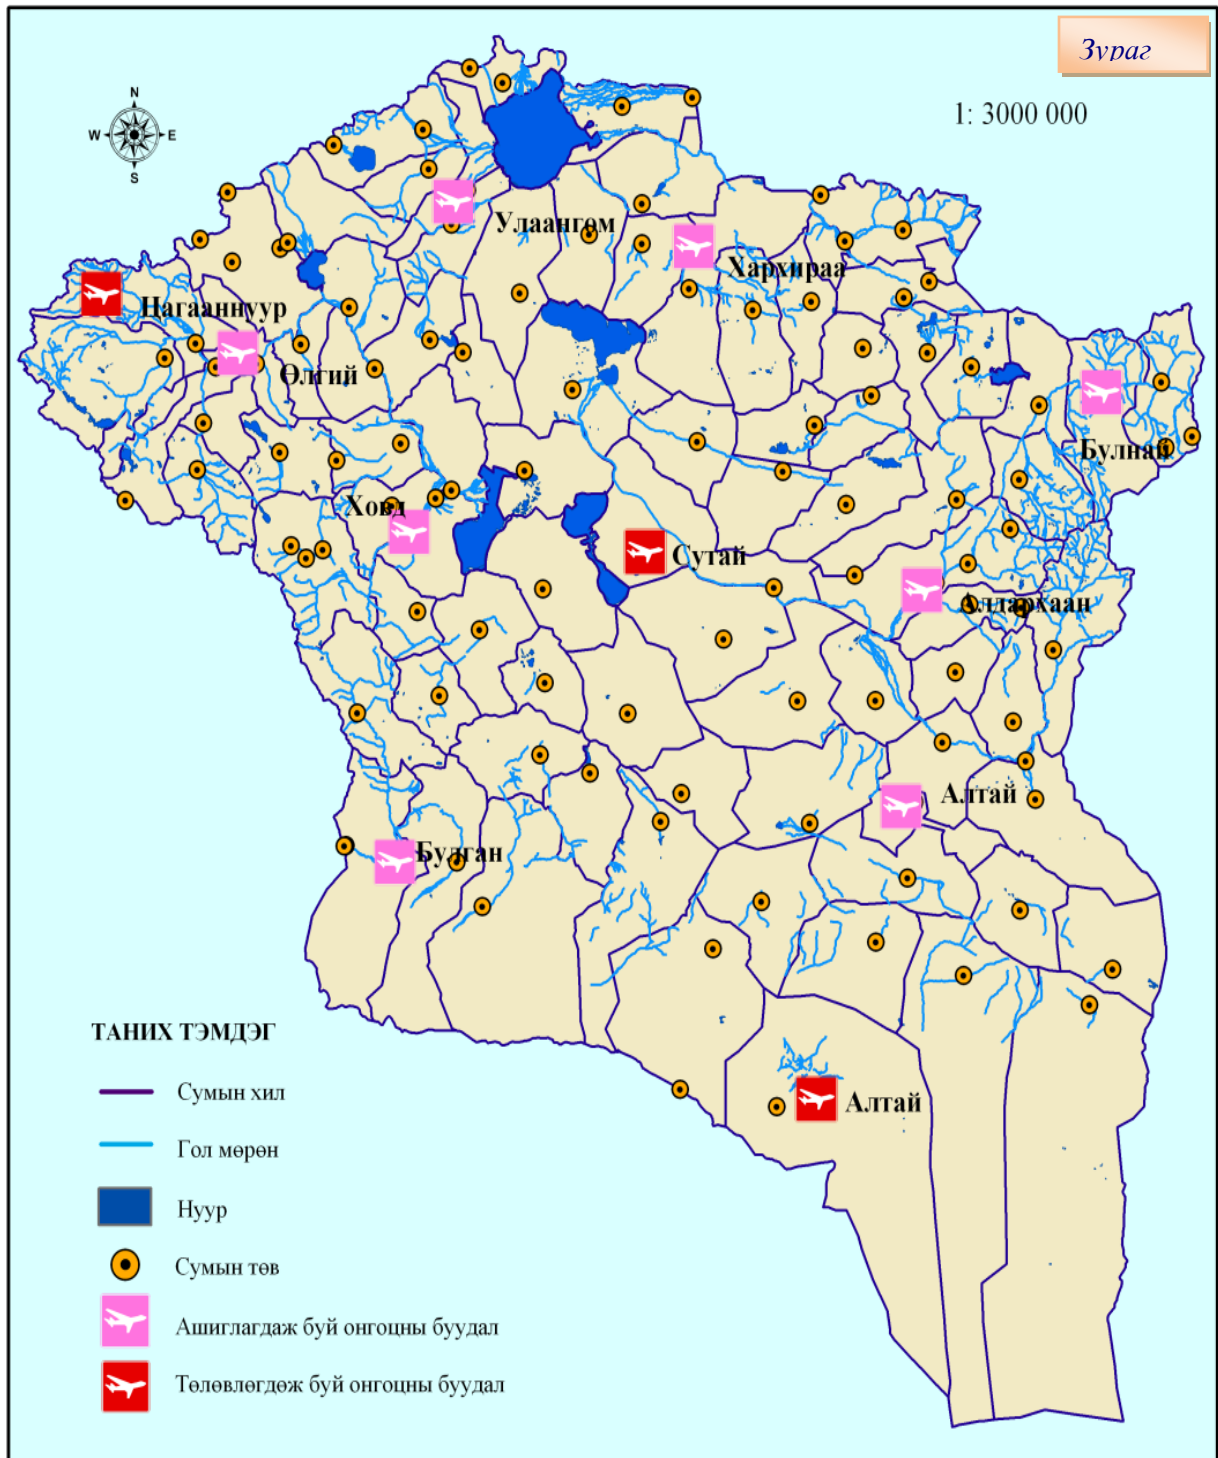 Зураг
N
1: 3000 000
W
E
S
Улаангом
Хархираа
Цагааннуур
Өлгий
Булнай
Ховд
Сутай
Алдархаан
Алтай
Булган
ТАНИХ ТЭМДЭГ
Сумын хил
Алтай
Гол мөрөн
Нуур
Сумын төв
Ашиглагдаж буй онгоцны буудал
Төлөвлөгдөж буй онгоцны буудал